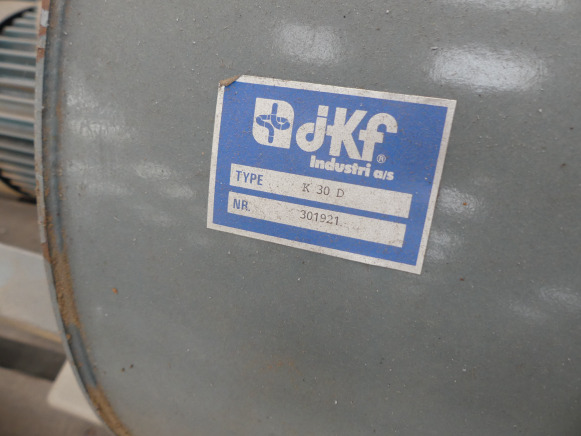 JKf®
Industri a/s
TYPE K 30 D
NR. 301921